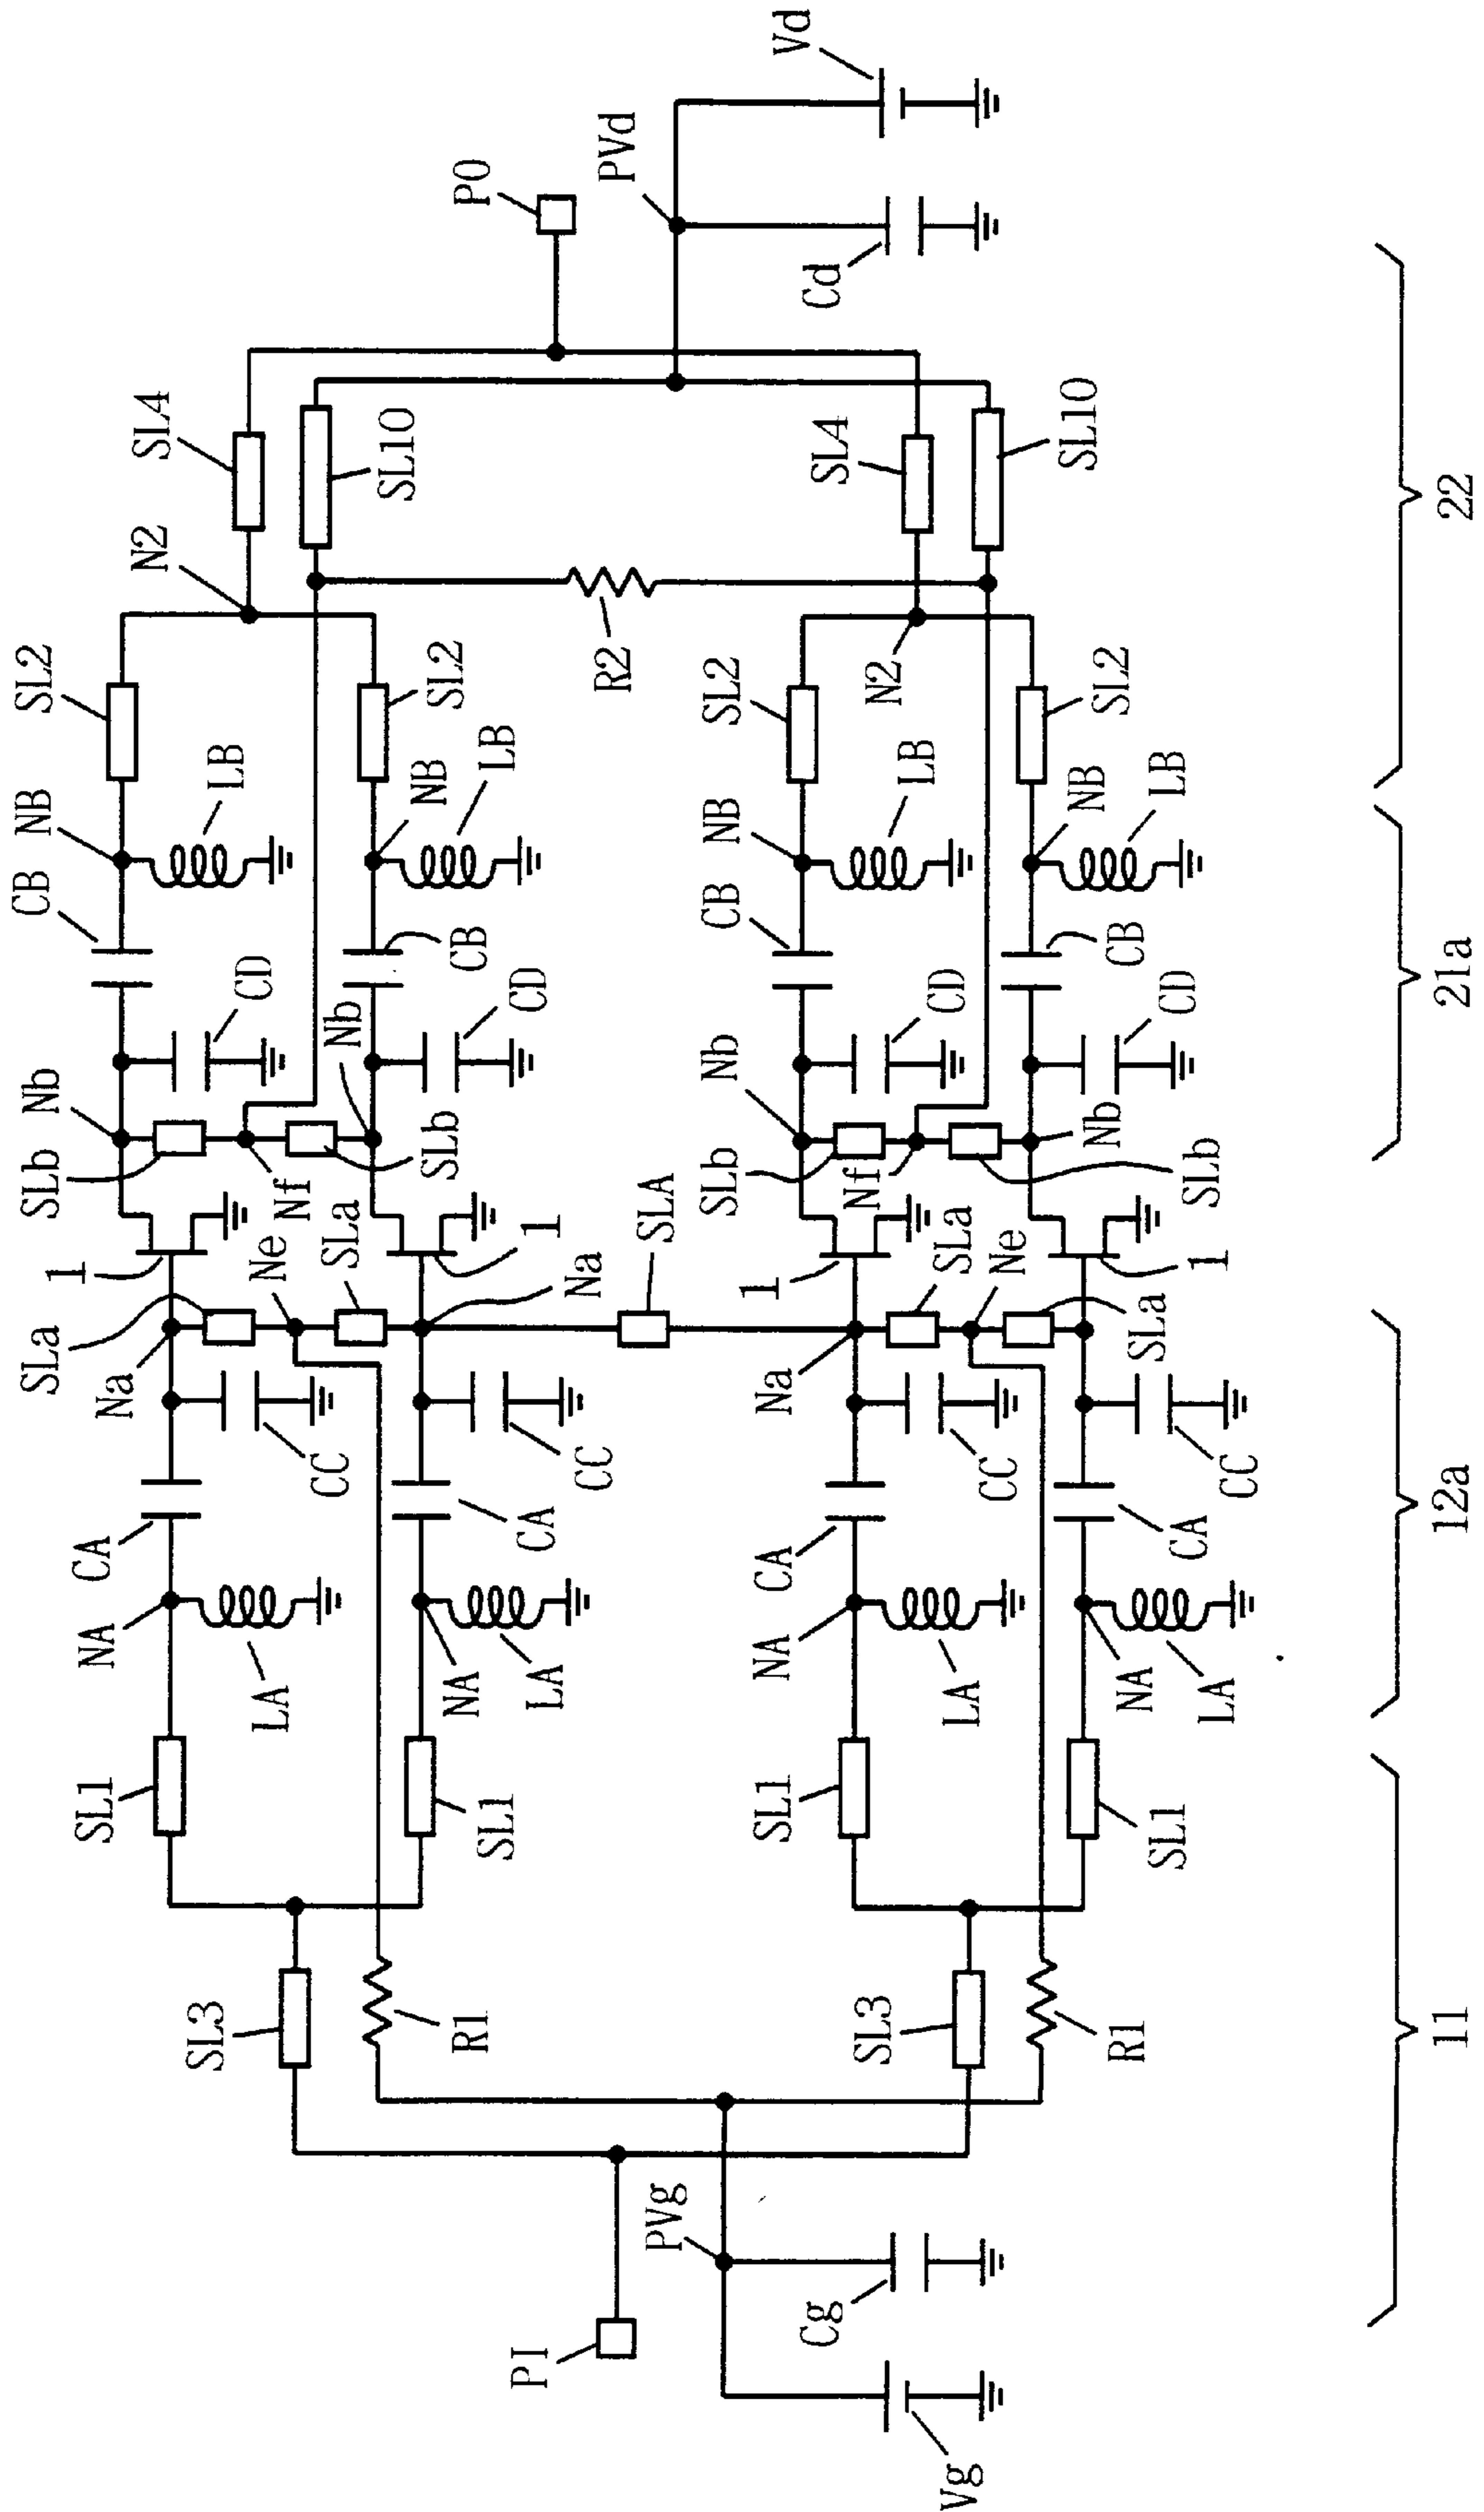 SL2
NB
CB
LB
CD
Nb
SLb
1
SLa
Na
Ne
Nf
SLa
CC
CA
NA
LA
SL1
SL3
N2
SL4
SL10
SL2
NB
LB
CB
Nb
CD
SLb
1
Na
CC
CA
NA
LA
SL1
R1
PI
PO
R2
SLA
PVd
PVg
SL2
NB
LB
CB
CD
Nb
SLb
Nf
1
SLa
Ne
Na
CC
CA
NA
LA
SL1
SL3
Vd
Cd
Cg
Vg
SL4
N2
SL10
SL2
NB
LB
CB
CD
Nb
SLb
1
SLa
CC
CA
NA
LA
SL1
R1
11
12a
21a
22